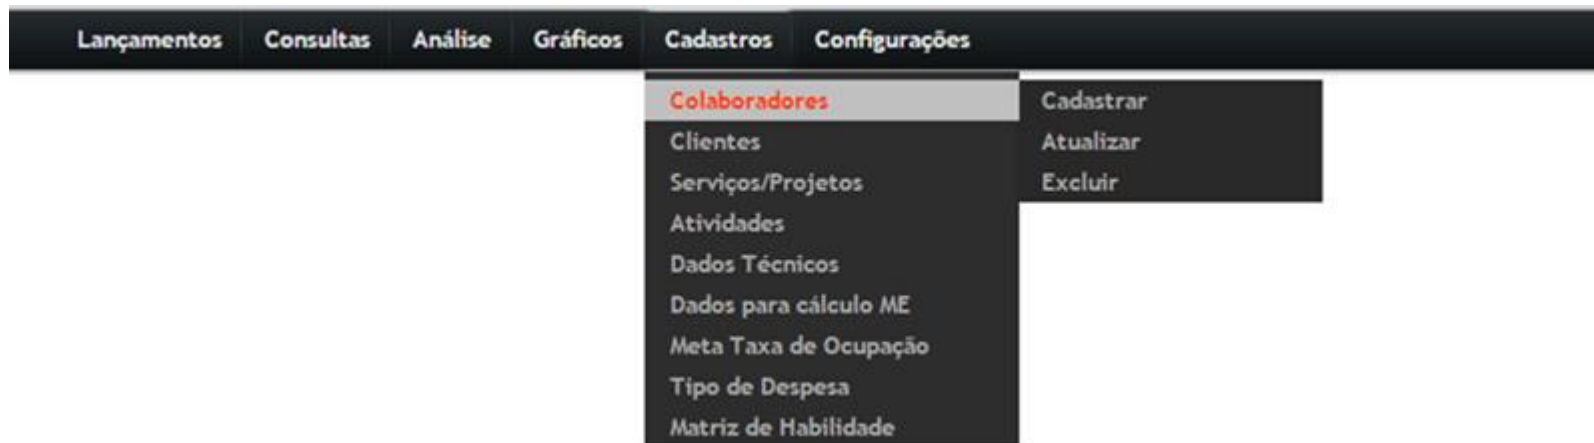 Lançamentos Consultas Análise Gráficos Cadastros Configurações
Colaboradores
Clientes
Serviços/Projetos
Atividades
Dados Técnicos
Dados para cálculo ME
Meta Taxa de Ocupação
Tipo de Despesa
Matriz de Habilidade
Cadastrar
Atualizar
Excluir